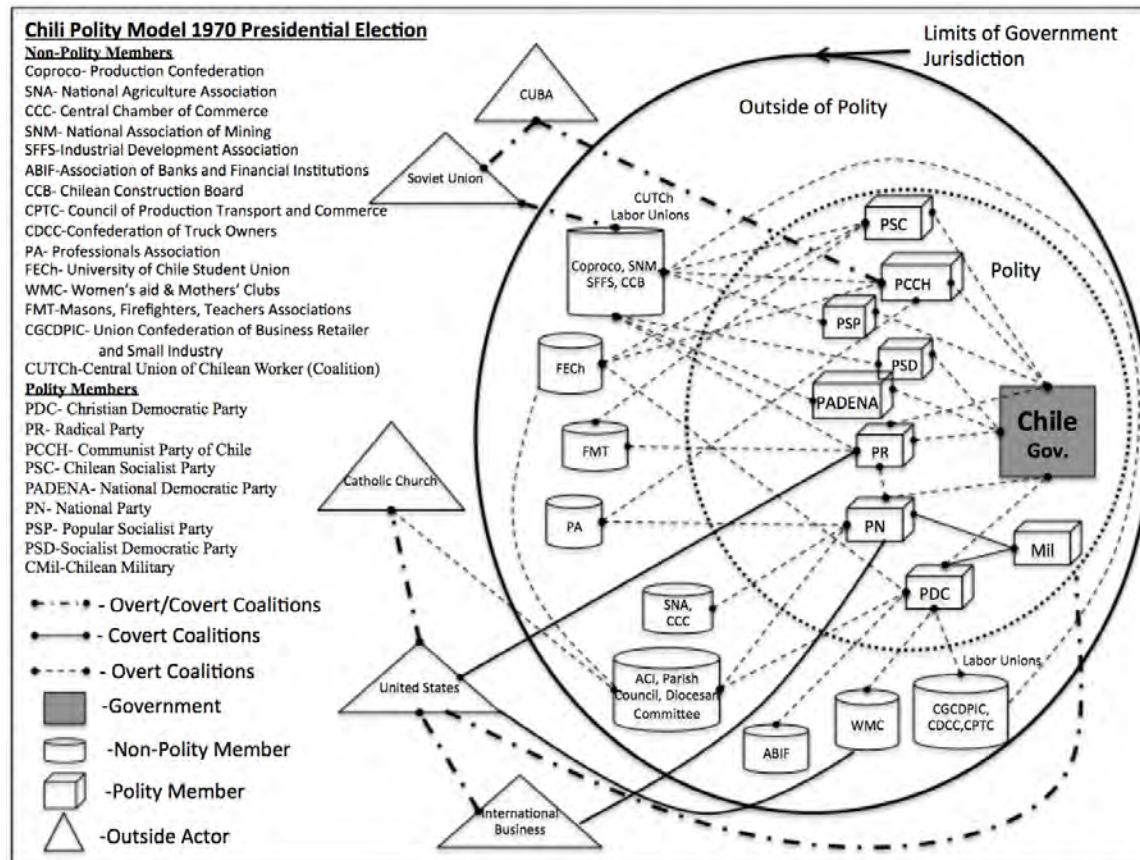 Chili Polity Model 1970 Presidential Election
Non-Polity Members
Coproco- Production Confederation
SNA- National Agriculture Association
CCC- Central Chamber of Commerce
SNM- National Association of Mining
SFFS-Industrial Development Association
ABIF-Association of Banks and Financial Institutions
CCB- Chilean Construction Board
CPTC- Council of Production Transport and Commerce
CDCC-Confederation of Truck Owners
PA- Professionals Association
FECh- University of Chile Student Union
WMC- Women's aid & Mothers' Clubs
FMT-Masons, Firefighters, Teachers Associations
CGCDPIC- Union Confederation of Business Retailer
and Small Industry
CUTCh-Central Union of Chilean Worker (Coalition)
Polity Members
PDC- Christian Democratic Party
PR- Radical Party
PCCH- Communist Party of Chile
PSC- Chilean Socialist Party
PADENA- National Democratic Party
PN- National Party
PSP- Popular Socialist Party
PSD-Socialist Democratic Party
CMil-Chilean Military
- Overt/Covert Coalitions
- Covert Coalitions
- Overt Coalitions
-Government
-Non-Polity Member
-Polity Member
-Outside Actor
Limits of Government
Jurisdiction
Outside of Polity
Polity
CUBA
Soviet Union
CUTCh
Labor Unions
Coproco, SNM,
SFFS, CCB
PSC
PCCH
PSP
PSD
PADENA
FECh
Chile
Gov.
FMT
PR
Catholic Church
PA
PN
Mil
PDC
SNA,
CCC
Labor Unions
ACI, Parish
Council, Diocesan
Committee
United States
CGCDPIC,
CDCC,CPTC
WMC
ABIF
International
Business